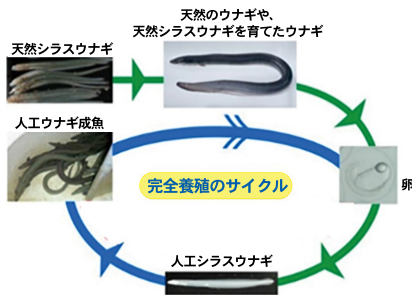 天然のウナギや、
天然シラスウナギを育てたウナギ
天然シラスウナギ
人工ウナギ成魚
完全養殖のサイクル
卵
人工シラスウナギ